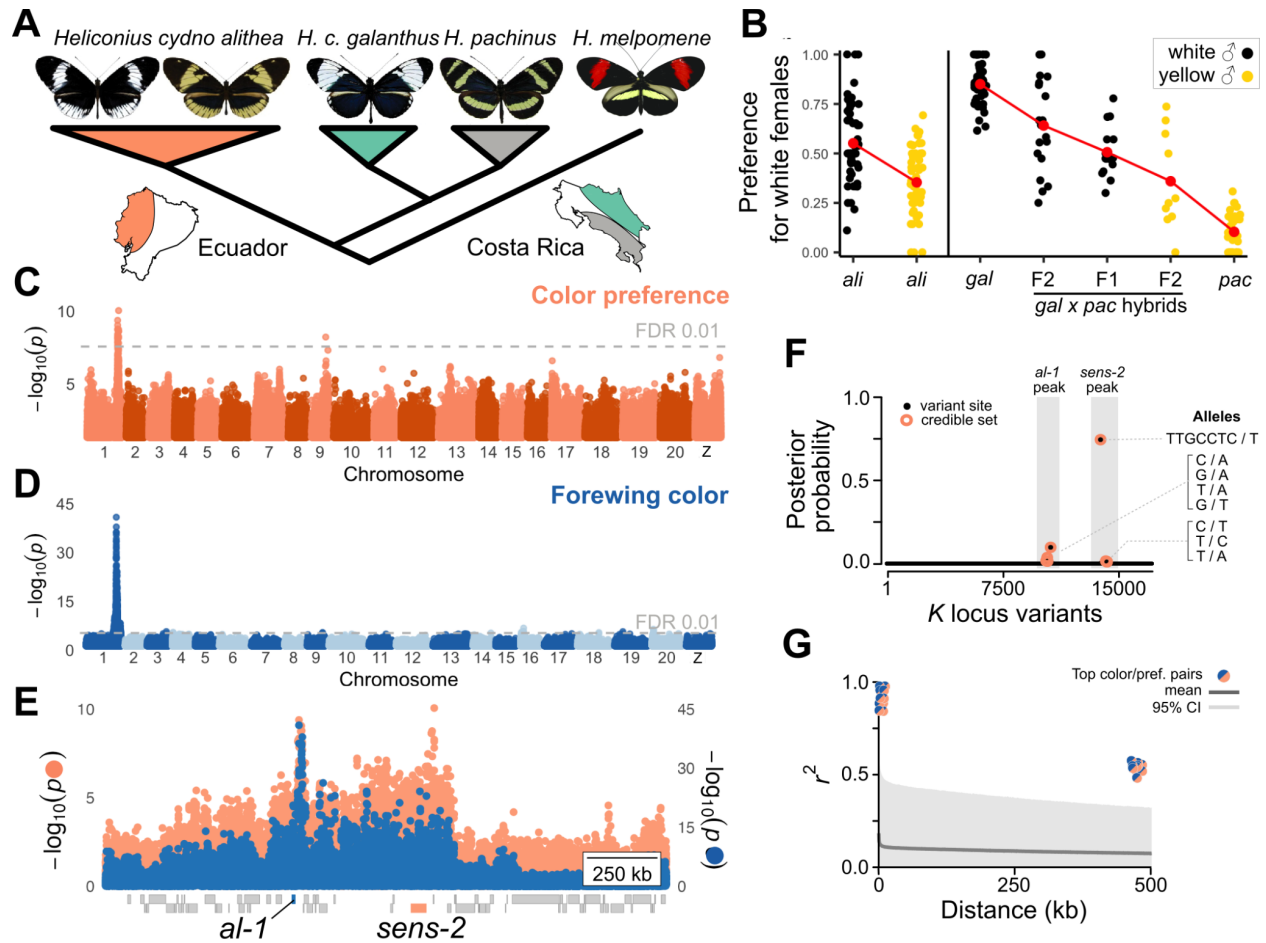 A
Heliconius cydno alithea
H. c. galanthus
H. pachinus
H. melpomene
Ecuador
Costa Rica
B
white ♂
yellow ♂
Preference
for white females
1.00
0.75
0.50
0.25
0.00
ali
ali
gal
F2
F1
F2
pac
gal x pac hybrids
C
Color preference
FDR 0.01
−log10(p)
10
5
1 2 3 4 5 6 7 8 9 10 11 12 13 14 15 16 17 18 19 20 Z
Chromosome
D
Forewing color
FDR 0.01
−log10(p)
45
30
15
0
1 2 3 4 5 6 7 8 9 10 11 12 13 14 15 16 17 18 19 20 Z
Chromosome
E
−log10(p)
10
5
0
45
30
15
0
−log10(p)
250 kb
al-1
sens-2
F
al-1
peak
sens-2
peak
variant site
credible set
Alleles
TTGCCTC / T
C / A
G / A
T / A
G / T
C / T
T / C
T / A
Posterior
probability
1.0
0.5
0.0
1
7500
15000
K locus variants
G
Top color/pref. pairs
mean
95% CI
r2
1.0
0.5
0.0
0
250
500
Distance (kb)